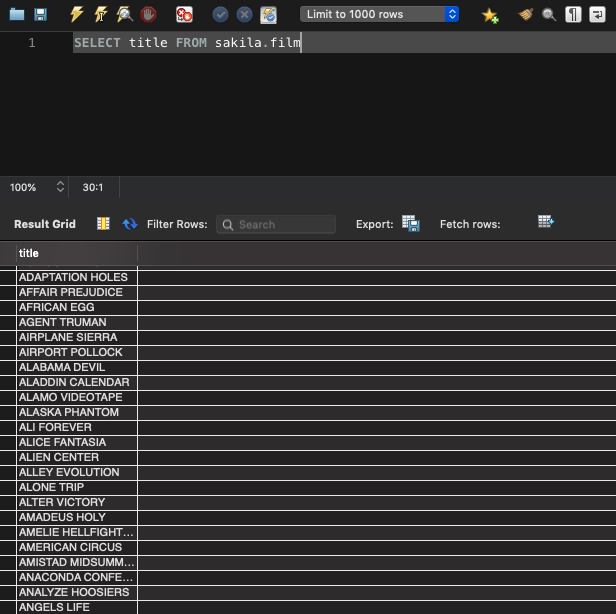 Limit to 1000 rows
1 SELECT title FROM sakila.film
100% 30:1
Result Grid Filter Rows: Search Export: Fetch rows:
title
ADAPTATION HOLES
AFFAIR PREJUDICE
AFRICAN EGG
AGENT TRUMAN
AIRPLANE SIERRA
AIRPORT POLLOCK
ALABAMA DEVIL
ALADDIN CALENDAR
ALAMO VIDEOTAPE
ALASKA PHANTOM
ALI FOREVER
ALICE FANTASIA
ALIEN CENTER
ALLEY EVOLUTION
ALONE TRIP
ALTER VICTORY
AMADEUS HOLY
AMELIE HELLFIGHT...
AMERICAN CIRCUS
AMISTAD MIDSUMM...
ANACONDA CONFE...
ANALYZE HOOSIERS
ANGELS LIFE